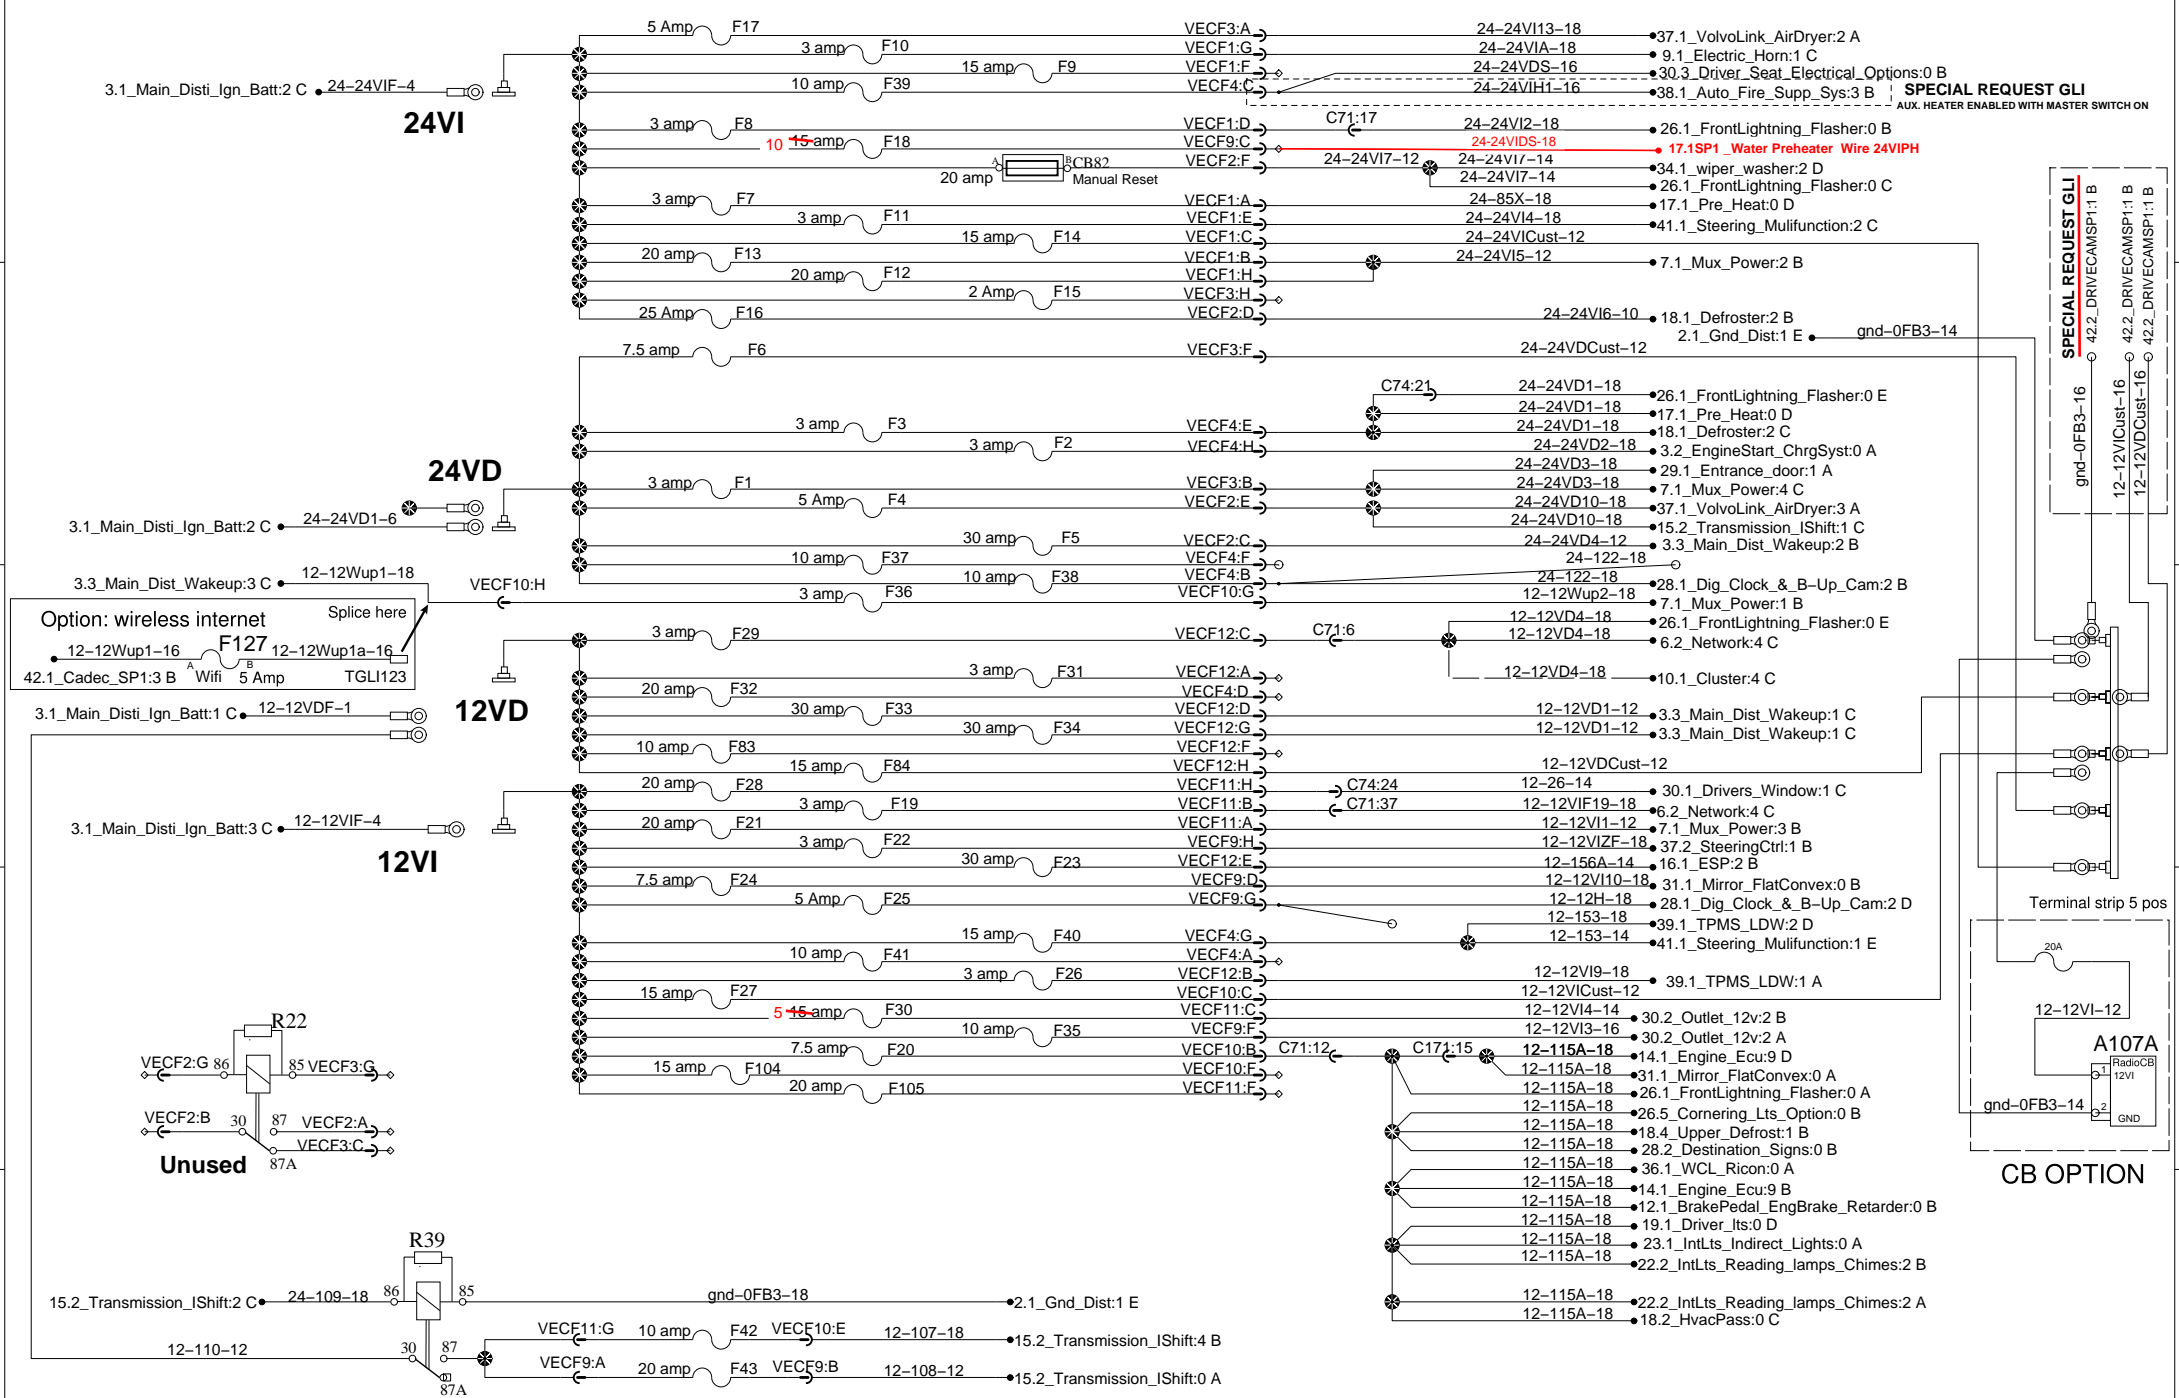 5 Amp F17 VECF3:A 24-24VI13-18 37.1_VolvoLink_AirDryer:2 A
3 amp F10 VECF1:G 24-24VIA-18 9.1_Electric_Horn:1 C
15 amp F9 VECF1:F 24-24VDS-16 30.3_Driver_Seat_Electrical_Options:0 B
3.1_Main_Disti_Ign_Batt:2 C 24-24VIF-4
10 amp F39 VECF4:C 24-24VIH1-16 38.1_Auto_Fire_Supp_Sys:3 B
SPECIAL REQUEST GLI
AUX. HEATER ENABLED WITH MASTER SWITCH ON
24VI
3 amp F8 VECF1:D C71:17 24-24VI2-18 26.1_FrontLightning_Flasher:0 B
10 15 amp F18 VECF9:C 24-24VIDS-18 17.1SP1 _Water Preheater Wire 24VIPH
20 amp A B CB82 Manual Reset VECF2:F 24-24VI7-12 24-24VI7-14 34.1_wiper_washer:2 D
24-24VI7-14 26.1_FrontLightning_Flasher:0 C
3 amp F7 VECF1:A 24-85X-18 17.1_Pre_Heat:0 D
3 amp F11 VECF1:E 24-24VI4-18 41.1_Steering_Mulifunction:2 C
15 amp F14 VECF1:C 24-24VICust-12
20 amp F13 VECF1:B 24-24VI5-12 7.1_Mux_Power:2 B
20 amp F12 VECF1:H
2 Amp F15 VECF3:H
25 Amp F16 VECF2:D 24-24VI6-10 18.1_Defroster:2 B
2.1_Gnd_Dist:1 E gnd-0FB3-14
7.5 amp F6 VECF3:F 24-24VDCust-12
SPECIAL REQUEST GLI
42.2_DRIVECAMSP1:1 B
42.2_DRIVECAMSP1:1 B
42.2_DRIVECAMSP1:1 B
gnd-0FB3-16
12-12VICust-16
12-12VDCust-16
C74:21 24-24VD1-18 26.1_FrontLightning_Flasher:0 E
24-24VD1-18 17.1_Pre_Heat:0 D
3 amp F3 VECF4:E 24-24VD1-18 18.1_Defroster:2 C
3 amp F2 VECF4:H 24-24VD2-18 3.2_EngineStart_ChrgSyst:0 A
24VD
24-24VD3-18 29.1_Entrance_door:1 A
3 amp F1 VECF3:B 24-24VD3-18 7.1_Mux_Power:4 C
5 Amp F4 VECF2:E 24-24VD10-18 37.1_VolvoLink_AirDryer:3 A
3.1_Main_Disti_Ign_Batt:2 C 24-24VD1-6
24-24VD10-18 15.2_Transmission_IShift:1 C
30 amp F5 VECF2:C 24-24VD4-12 3.3_Main_Dist_Wakeup:2 B
10 amp F37 VECF4:F 24-122-18
3.3_Main_Dist_Wakeup:3 C 12-12Wup1-18 VECF10:H
10 amp F38 VECF4:B 24-122-18 28.1_Dig_Clock_&_B-Up_Cam:2 B
3 amp F36 VECF10:G 12-12Wup2-18 7.1_Mux_Power:1 B
Option: wireless internet Splice here
12-12Wup1-16 F127 12-12Wup1a-16
A B
42.1_Cadec_SP1:3 B Wifi 5 Amp TGLI123
12-12VD4-18 26.1_FrontLightning_Flasher:0 E
3 amp F29 VECF12:C C71:6 12-12VD4-18 6.2_Network:4 C
3 amp F31 VECF12:A 12-12VD4-18 10.1_Cluster:4 C
20 amp F32 VECF4:D
12VD
3.1_Main_Disti_Ign_Batt:1 C 12-12VDF-1
30 amp F33 VECF12:D 12-12VD1-12 3.3_Main_Dist_Wakeup:1 C
30 amp F34 VECF12:G 12-12VD1-12 3.3_Main_Dist_Wakeup:1 C
10 amp F83 VECF12:F
15 amp F84 VECF12:H 12-12VDCust-12
20 amp F28 VECF11:H C74:24 12-26-14 30.1_Drivers_Window:1 C
3 amp F19 VECF11:B C71:37 12-12VIF19-18 6.2_Network:4 C
3.1_Main_Disti_Ign_Batt:3 C 12-12VIF-4
20 amp F21 VECF11:A 12-12VI1-12 7.1_Mux_Power:3 B
12VI
3 amp F22 VECF9:H 12-12VIZF-18 37.2_SteeringCtrl:1 B
30 amp F23 VECF12:E 12-156A-14 16.1_ESP:2 B
7.5 amp F24 VECF9:D 12-12VI10-18 31.1_Mirror_FlatConvex:0 B
5 Amp F25 VECF9:G 12-12H-18 28.1_Dig_Clock_&_B-Up_Cam:2 D
Terminal strip 5 pos
12-153-18 39.1_TPMS_LDW:2 D
15 amp F40 VECF4:G 12-153-14 41.1_Steering_Mulifunction:1 E
10 amp F41 VECF4:A
3 amp F26 VECF12:B 12-12VI9-18 39.1_TPMS_LDW:1 A
15 amp F27 VECF10:C 12-12VICust-12
5 15 amp F30 VECF11:C 12-12VI4-14 30.2_Outlet_12v:2 B
10 amp F35 VECF9:F 12-12VI3-16 30.2_Outlet_12v:2 A
7.5 amp F20 VECF10:B C71:12 C171:15 12-115A-18 14.1_Engine_Ecu:9 D
15 amp F104 VECF10:F 12-115A-18 31.1_Mirror_FlatConvex:0 A
20 amp F105 VECF11:F 12-115A-18 26.1_FrontLightning_Flasher:0 A
12-115A-18 26.5_Cornering_Lts_Option:0 B
12-115A-18 18.4_Upper_Defrost:1 B
12-115A-18 28.2_Destination_Signs:0 B
12-115A-18 36.1_WCL_Ricon:0 A
12-115A-18 14.1_Engine_Ecu:9 B
12-115A-18 12.1_BrakePedal_EngBrake_Retarder:0 B
12-115A-18 19.1_Driver_lts:0 D
12-115A-18 23.1_IntLts_Indirect_Lights:0 A
12-115A-18 22.2_IntLts_Reading_lamps_Chimes:2 B
12-115A-18 22.2_IntLts_Reading_lamps_Chimes:2 A
12-115A-18 18.2_HvacPass:0 C
20A
12-12VI-12
A107A
RadioCB
1 12VI
gnd-0FB3-14 2
GND
CB OPTION
R22
VECF2:G 86 85 VECF3:G
VECF2:B 30 87 VECF2:A
VECF3:C
Unused 87A
R39
15.2_Transmission_IShift:2 C 24-109-18 86 85 gnd-0FB3-18 2.1_Gnd_Dist:1 E
VECF11:G 10 amp F42 VECF10:E 12-107-18 15.2_Transmission_IShift:4 B
12-110-12 30 87
VECF9:A 20 amp F43 VECF9:B 12-108-12 15.2_Transmission_IShift:0 A
87A